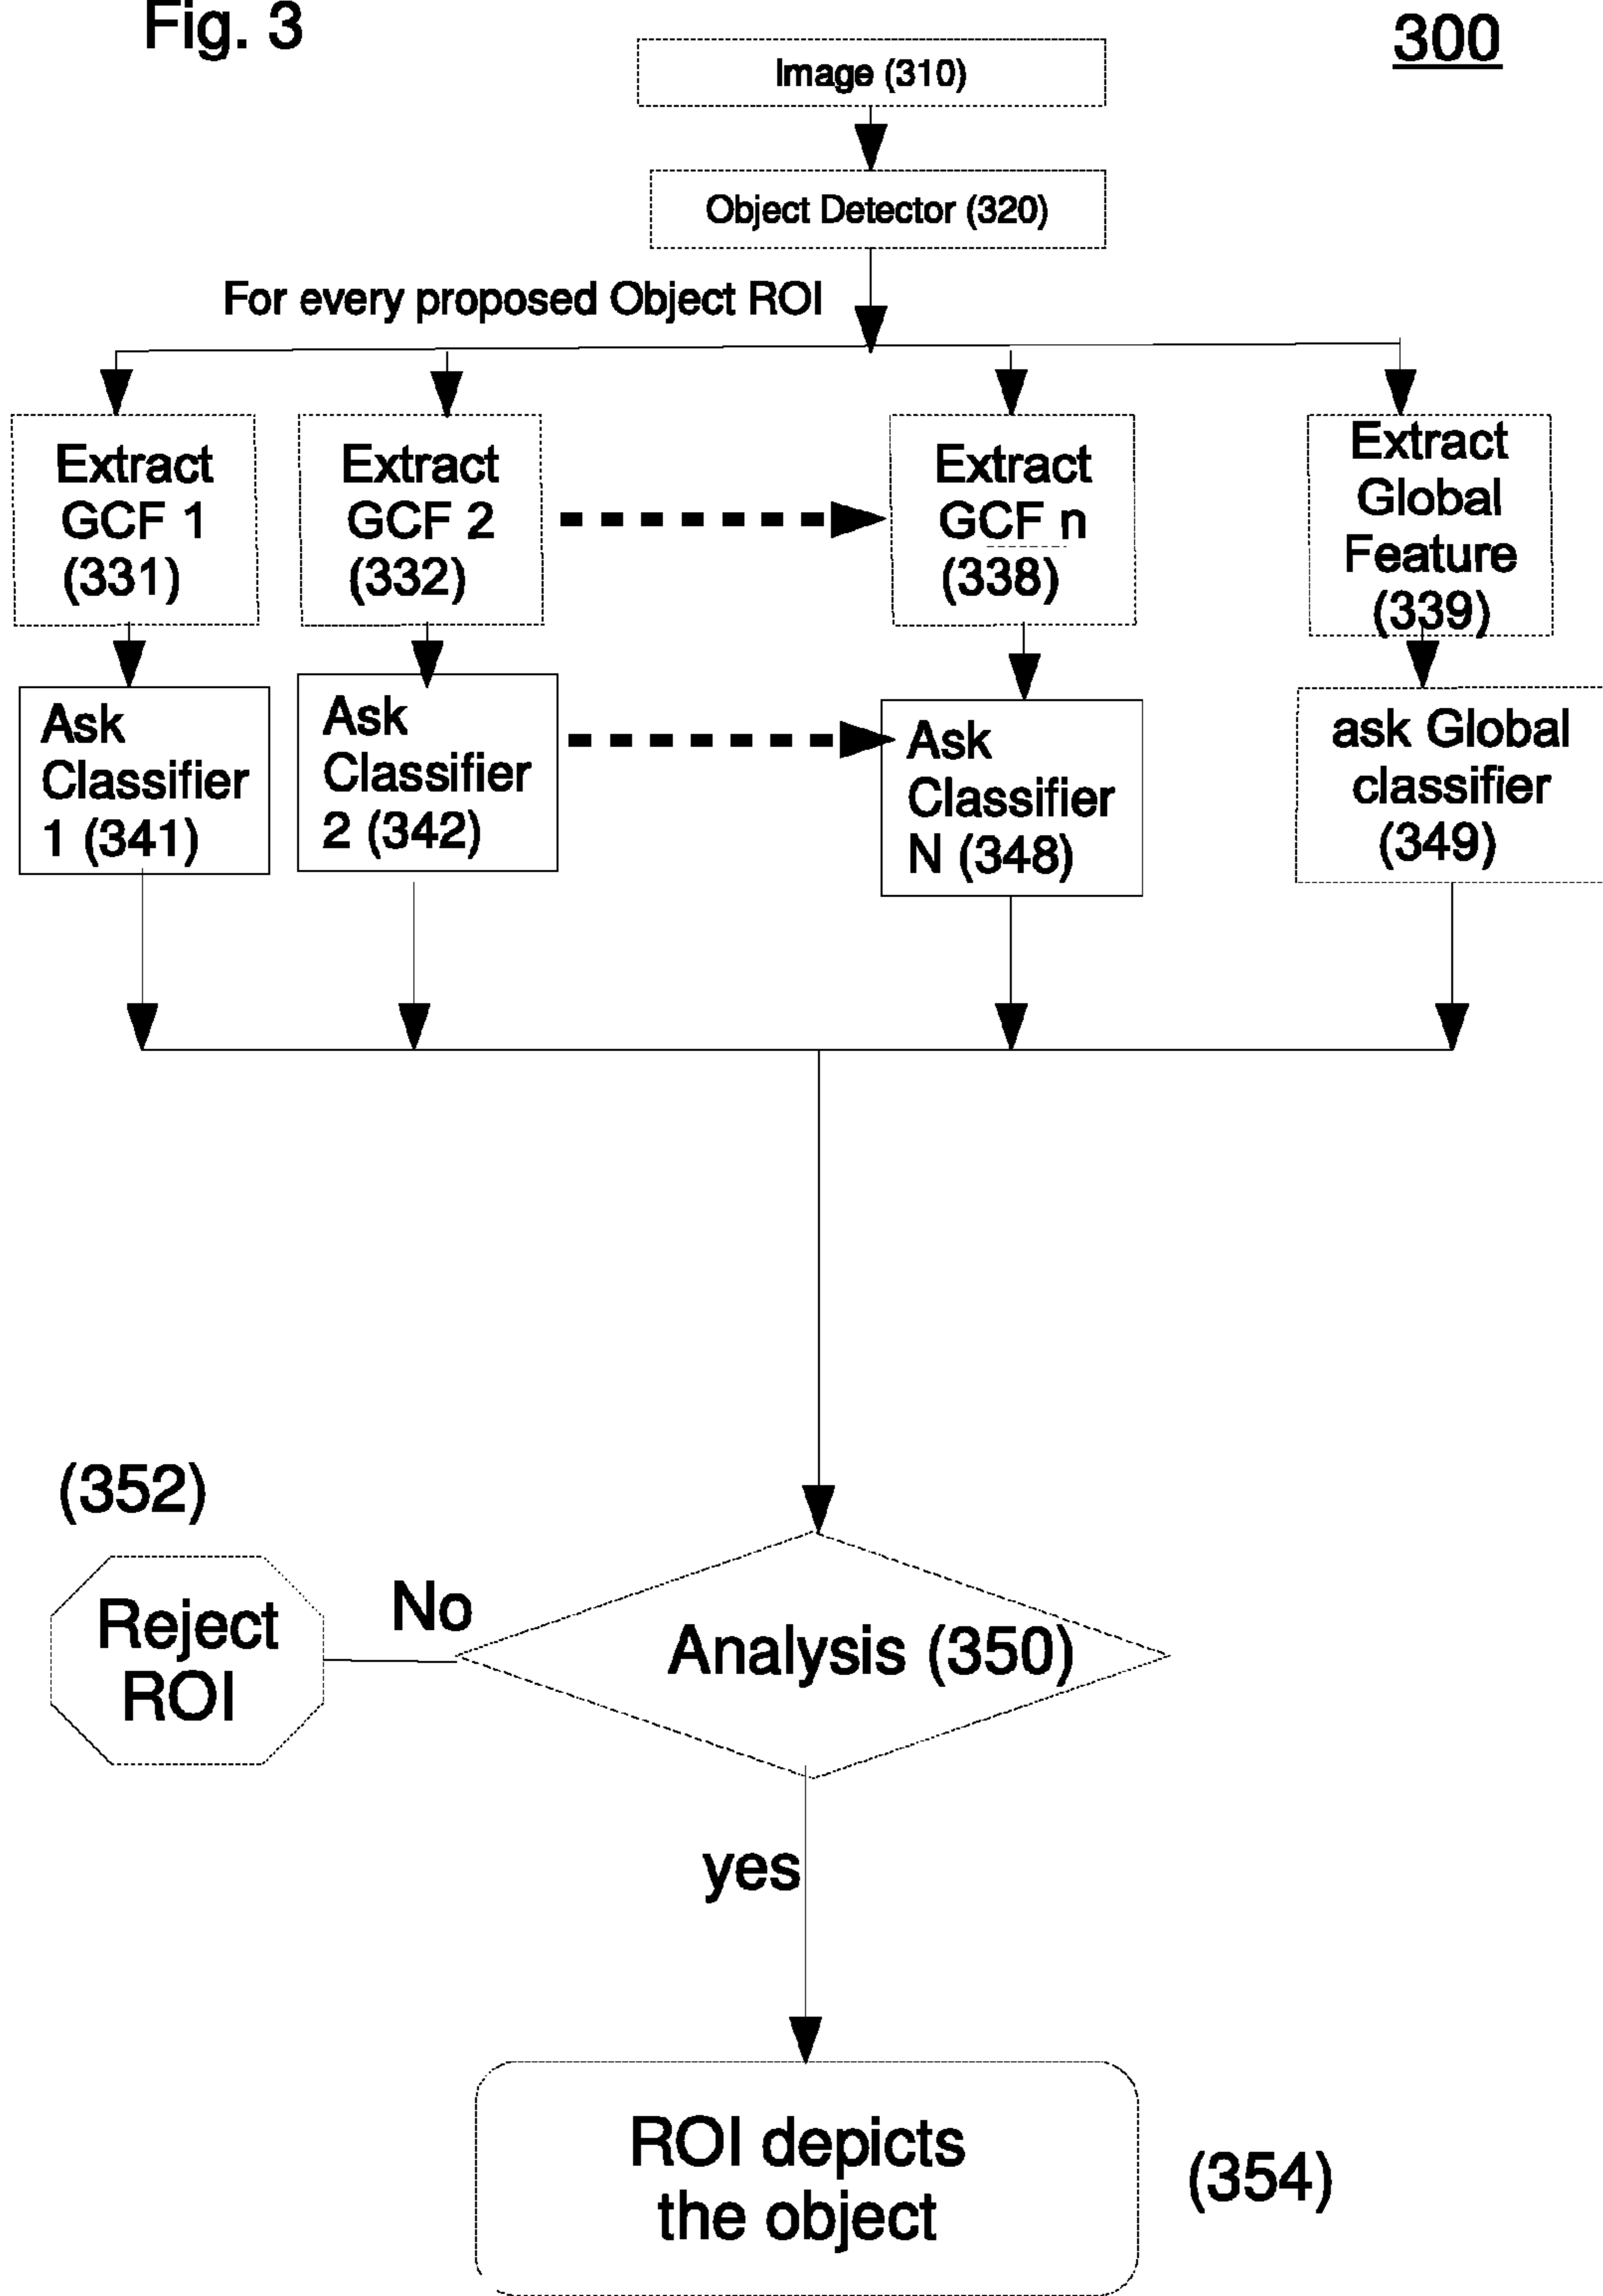 Fig. 3
300
Image (310)
Object Detector (320)
For every proposed Object ROI
Extract
GCF 1
(331)
Extract
GCF 2
(332)
Extract
GCF n
(338)
Extract
Global
Feature
(339)
Ask
Classifier
1 (341)
Ask
Classifier
2 (342)
Ask
Classifier
N (348)
ask Global
classifier
(349)
(352)
Reject
ROI
No
Analysis (350)
yes
ROI depicts
the object
(354)